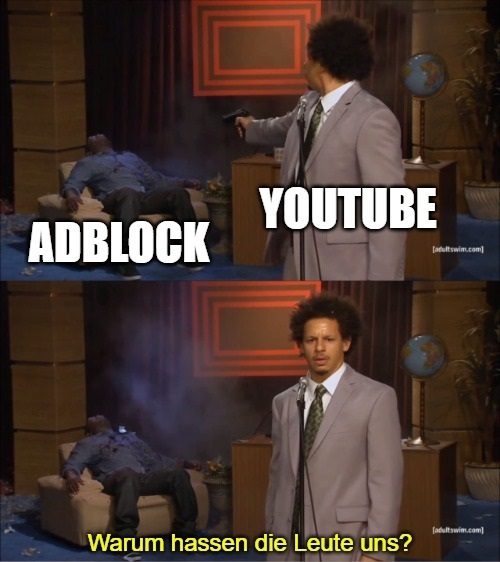 YOUTUBE
ADBLOCK
[adultswim.com]
[adultswim.com]
Warum hassen die Leute uns?